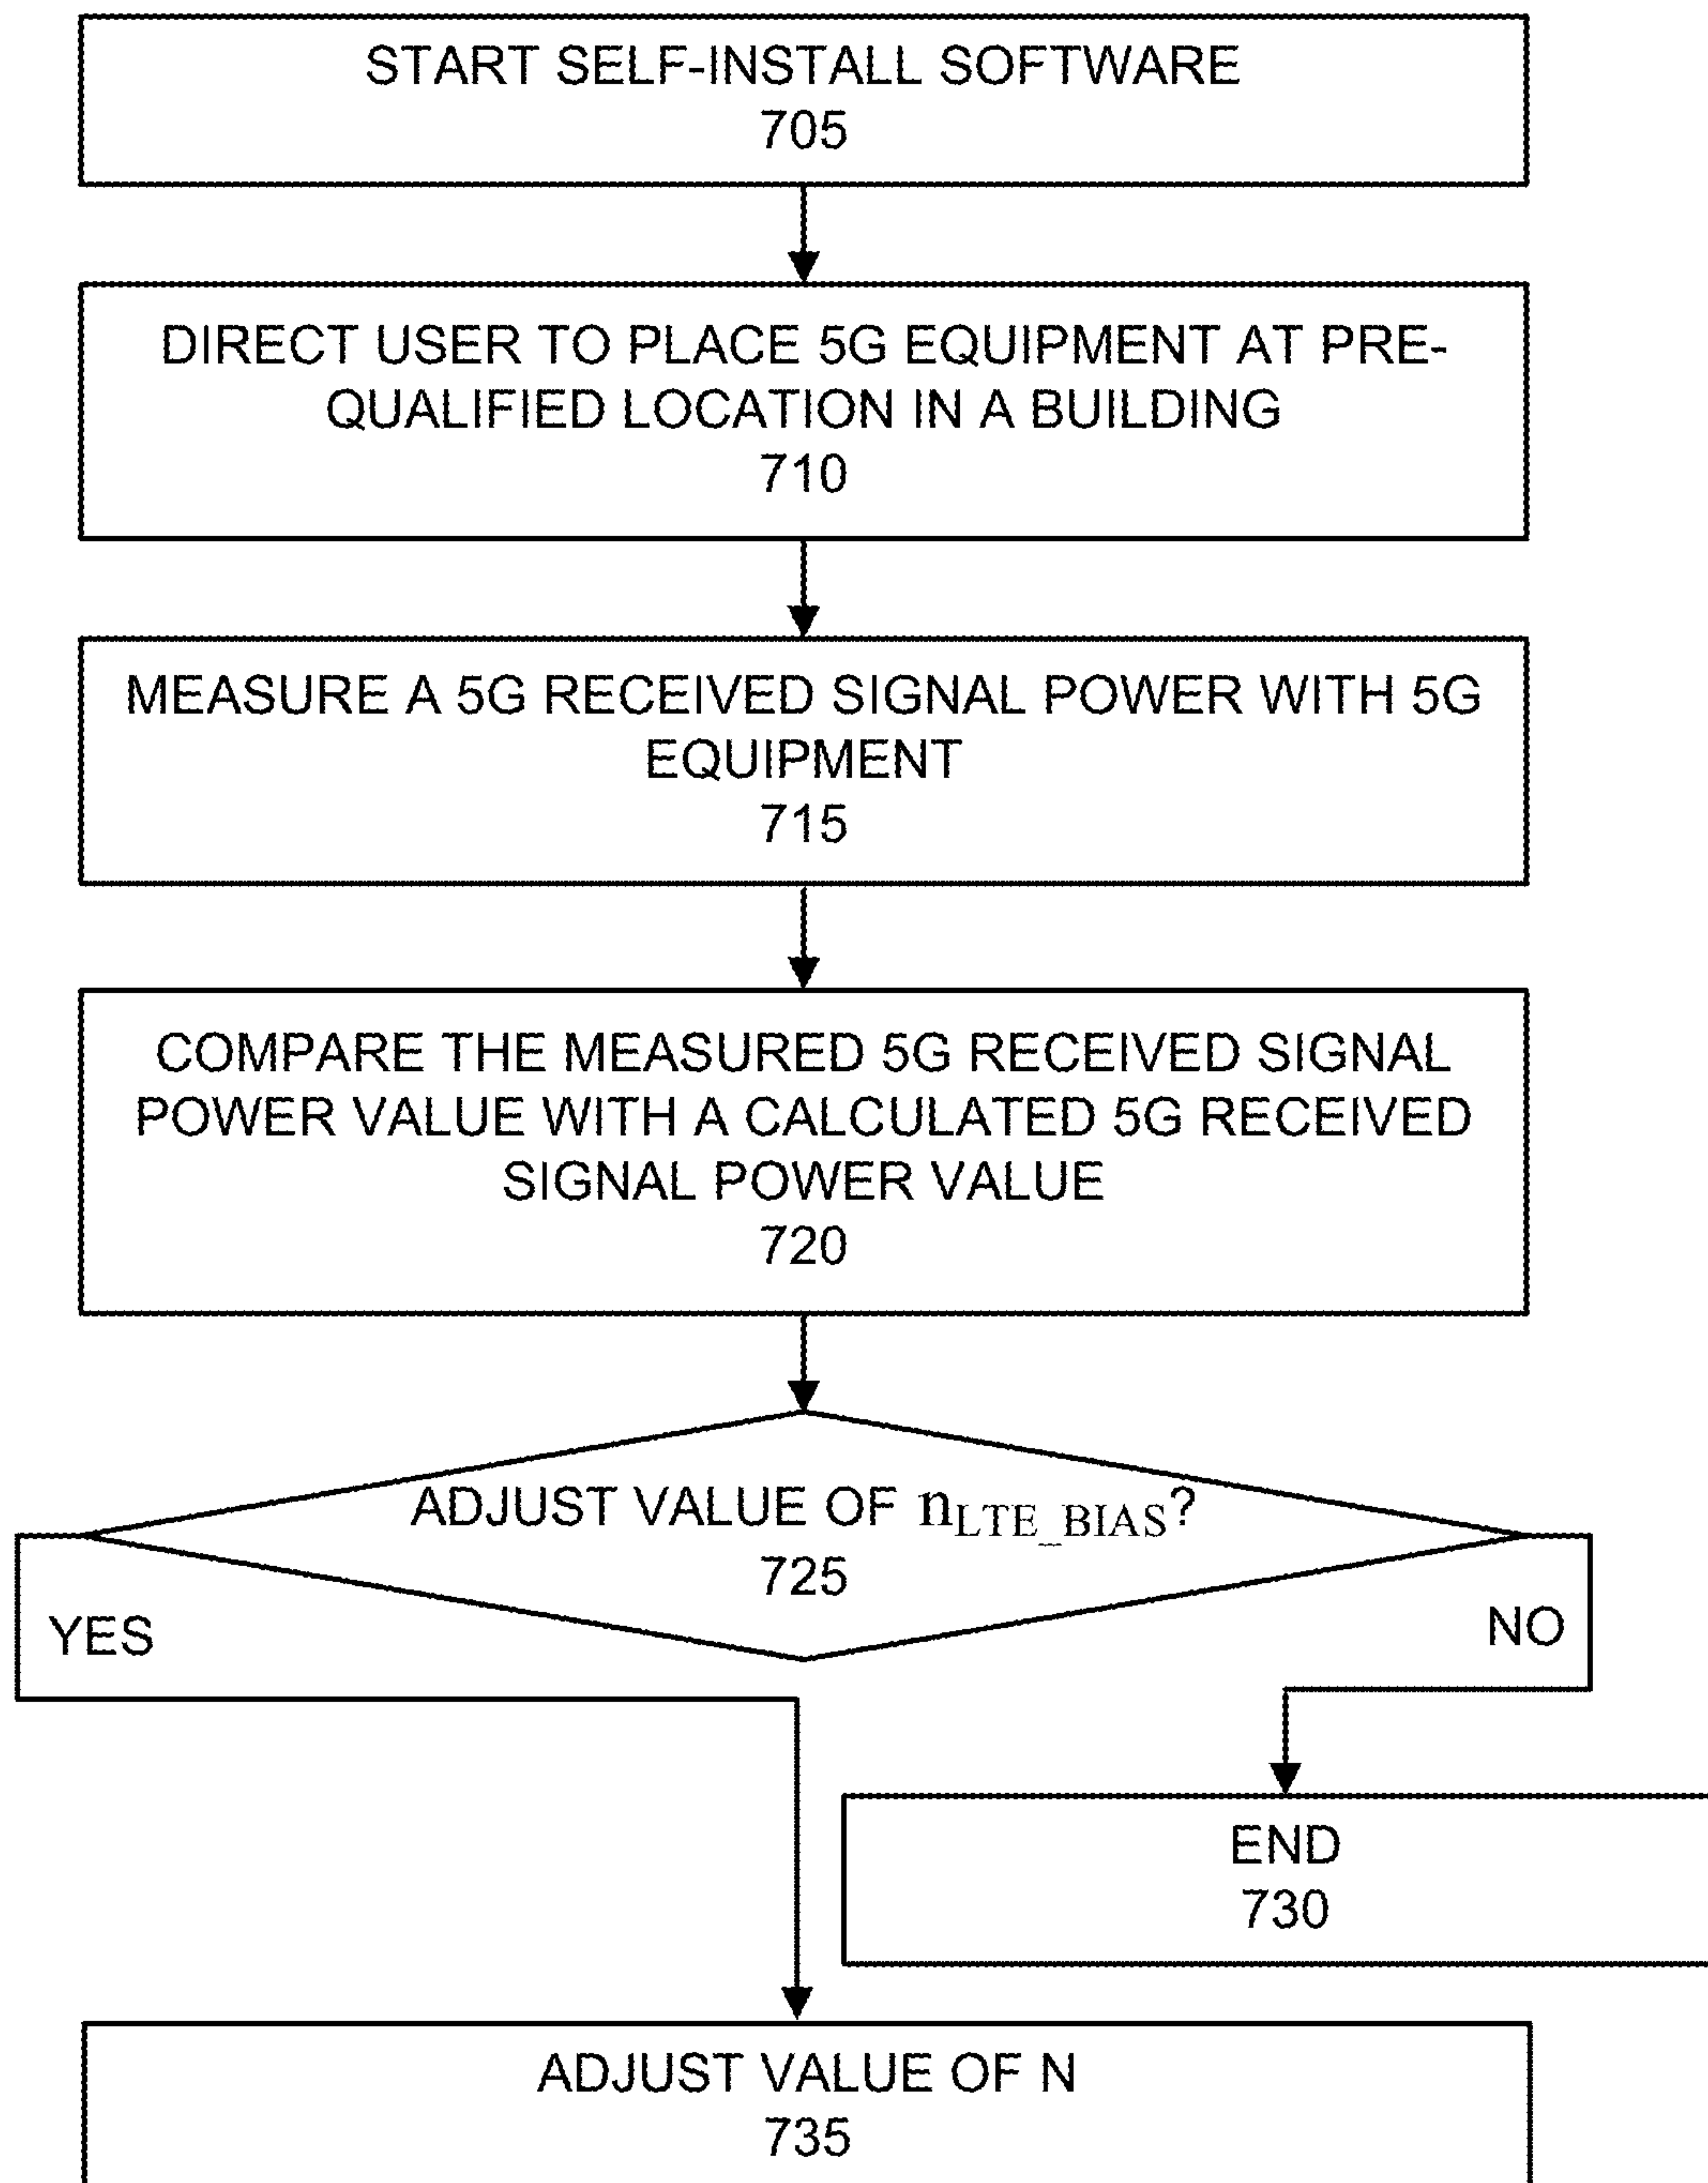 START SELF-INSTALL SOFTWARE
705
DIRECT USER TO PLACE 5G EQUIPMENT AT PRE-
QUALIFIED LOCATION IN A BUILDING
710
MEASURE A 5G RECEIVED SIGNAL POWER WITH 5G
EQUIPMENT
715
COMPARE THE MEASURED 5G RECEIVED SIGNAL
POWER VALUE WITH A CALCULATED 5G RECEIVED
SIGNAL POWER VALUE
720
ADJUST VALUE OF nLTE_BIAS?
725
YES
NO
END
730
ADJUST VALUE OF N
735